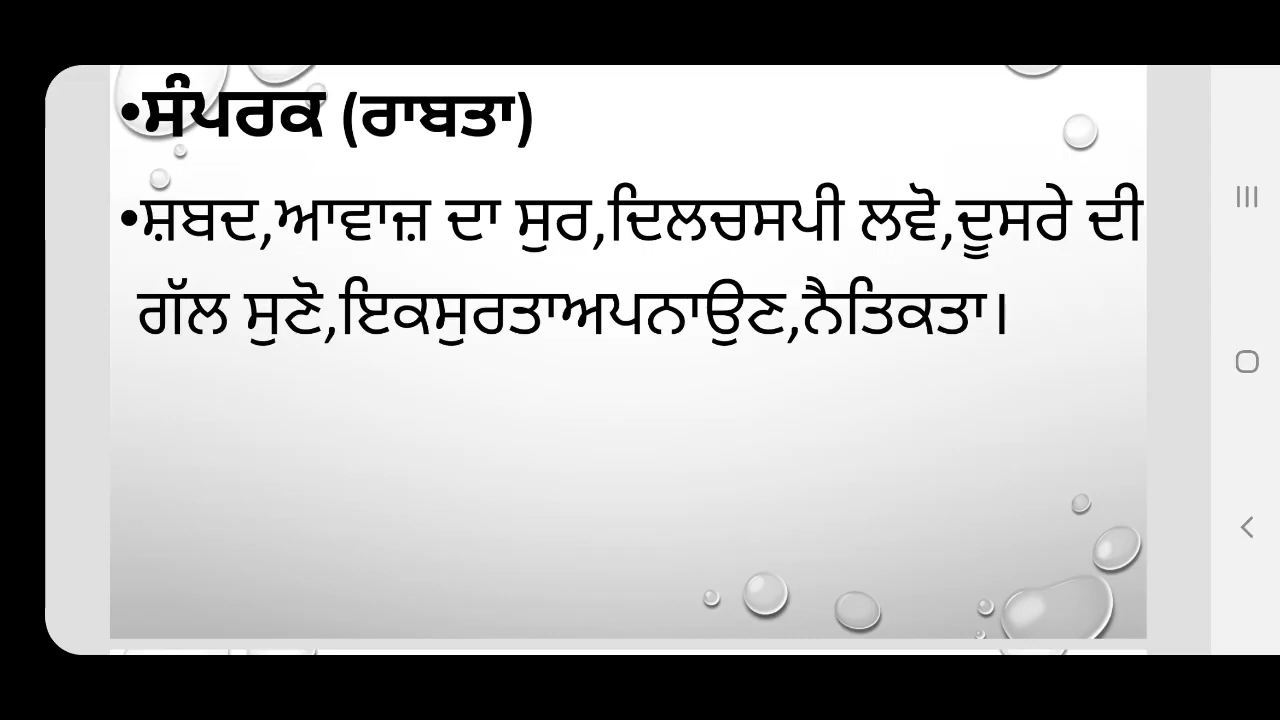 •ਸੰਪਰਕ (ਰਾਬਤਾ)
•ਸ਼ਬਦ,ਆਵਾਜ਼ ਦਾ ਸੁਰ,ਦਿਲਚਸਪੀ ਲਵੋ,ਦੂਸਰੇ ਦੀ
ਗੱਲ ਸੁਣੋ,ਇਕਸੁਰਤਾਅਪਨਾਉਣ,ਨੈਤਿਕਤਾ।